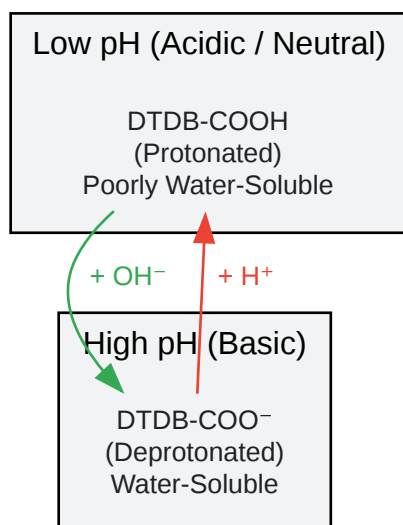 Low pH (Acidic / Neutral)
DTDB-COOH
(Protonated)
Poorly Water-Soluble
+ OH⁻
+ H⁺
High pH (Basic)
DTDB-COO⁻
(Deprotonated)
Water-Soluble